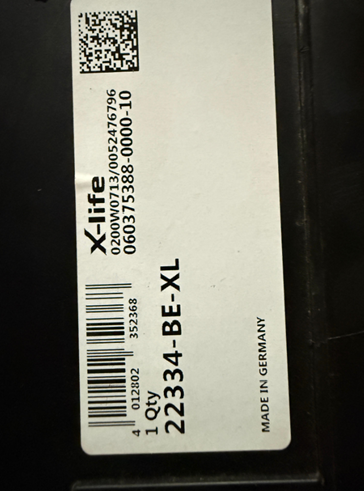 X-life
0200W0713/0052476796
060375388-0000-10
4 012802 352368
1 Qty
22334-BE-XL
MADE IN GERMANY